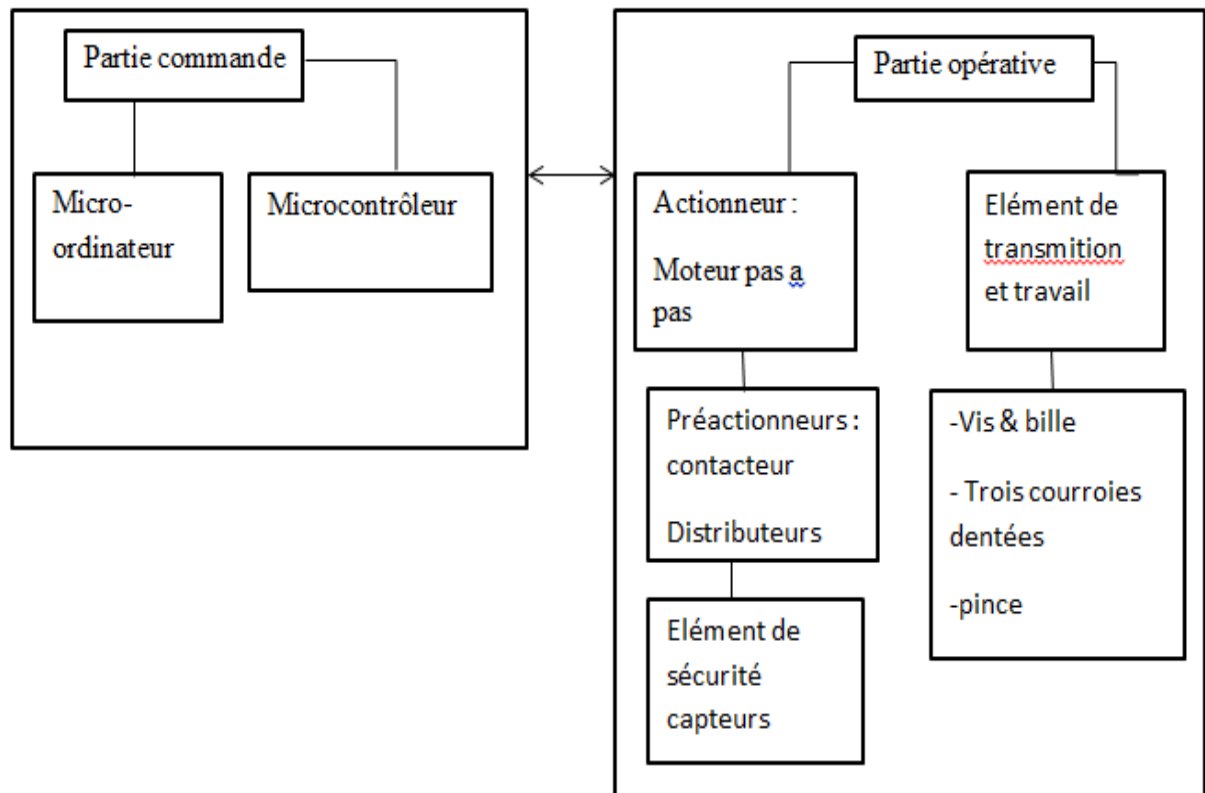 Partie commande
Micro-
ordinateur
Microcontrôleur
Partie opérative
Actionneur :
Moteur pas a
pas
Préactionneurs :
contacteur
Distributeurs
Elément de
sécurité
capteurs
Elément de
transmition
et travail
-Vis & bille
- Trois courroies
dentées
-pince